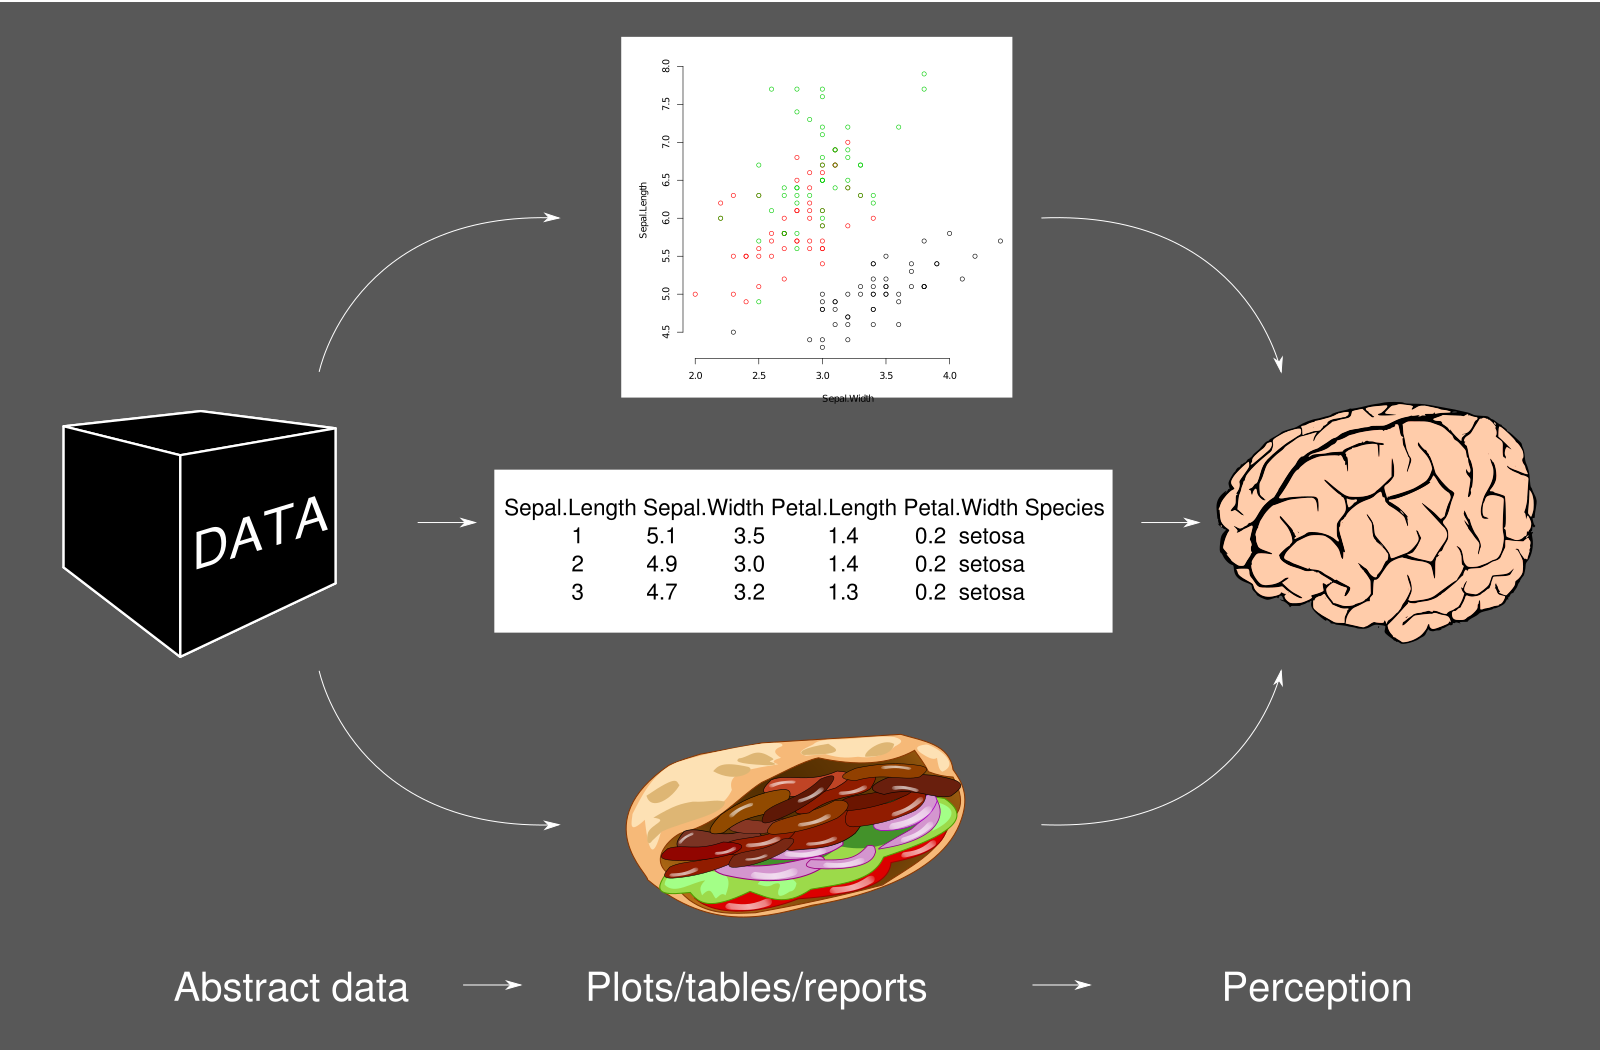 8.0
7.5
7.0
6.5
6.0
5.5
5.0
4.5
Sepal.Length
2.0 2.5 3.0 3.5 4.0
Sepal.Width
DATA
Sepal.Length Sepal.Width Petal.Length Petal.Width Species
1 5.1 3.5 1.4 0.2 setosa
2 4.9 3.0 1.4 0.2 setosa
3 4.7 3.2 1.3 0.2 setosa
Abstract data Plots/tables/reports Perception